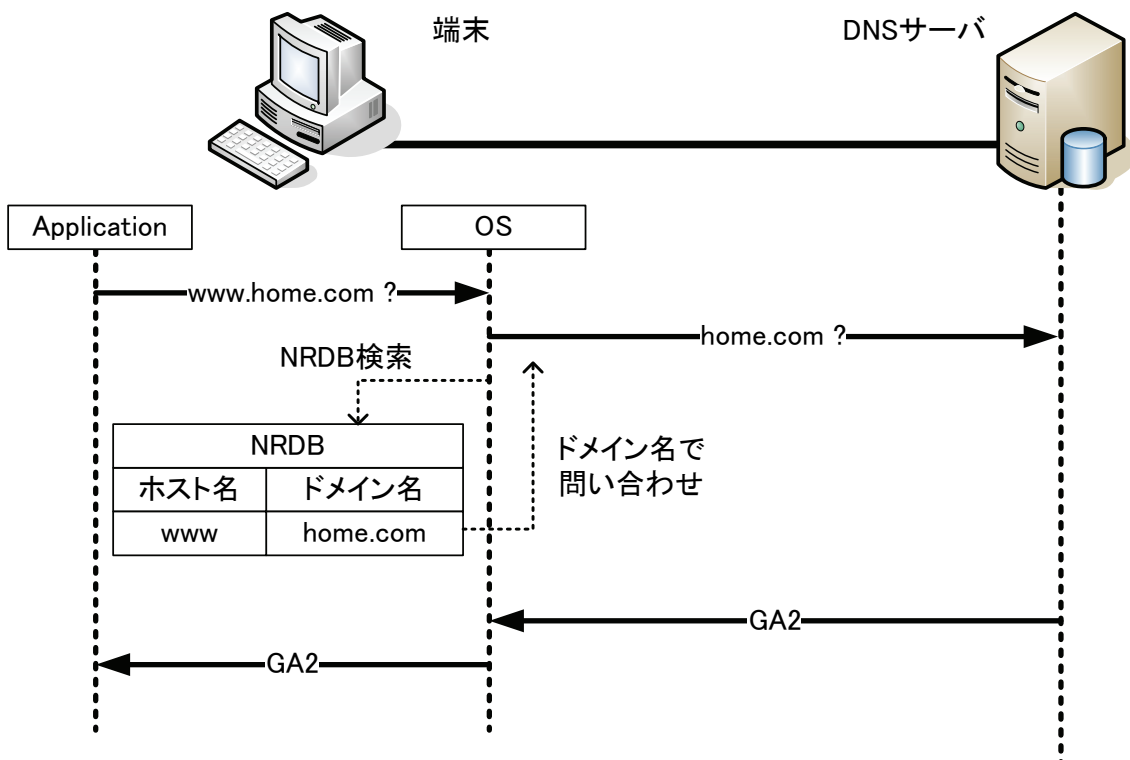 端末
DNSサーバ
Application
OS
www.home.com ?
home.com ?
NRDB検索
NRDB
ホスト名 ドメイン名
www home.com
ドメイン名で
問い合わせ
GA2
GA2